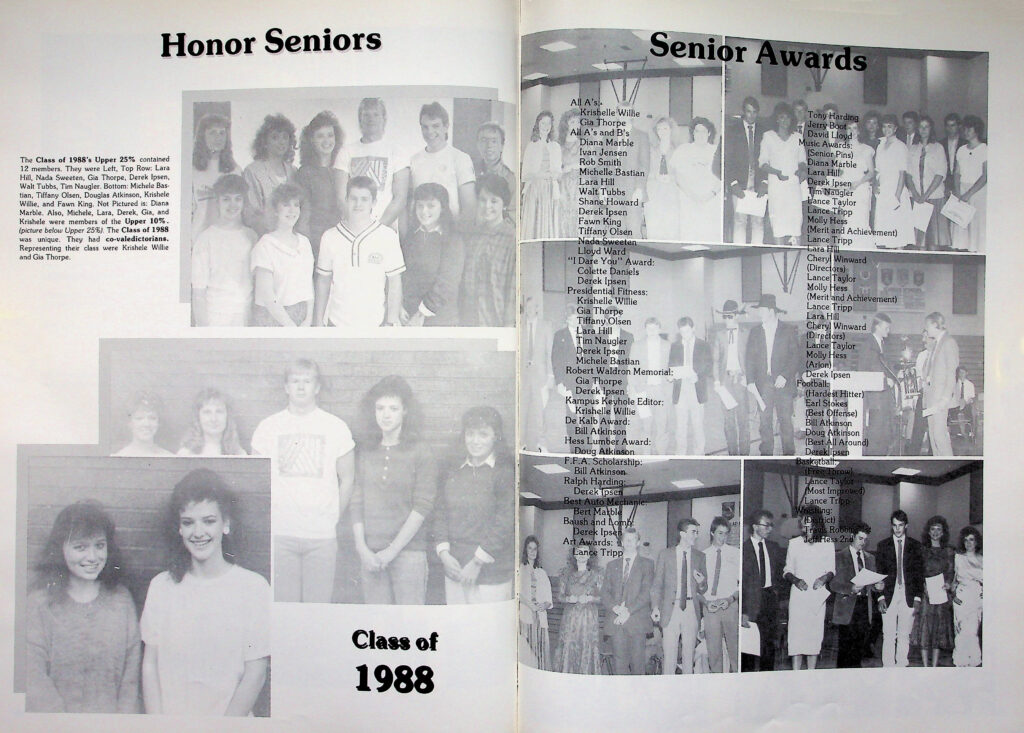 Honor Seniors
The Class of 1988's Upper 25% contained
12 members. They were Left, Top Row: Lara
Hill, Nada Sweeten, Gia Thorpe, Derek Ipsen,
Walt Tubbs, Tim Naugler. Bottom: Michele Bas-
tian, Tiffany Olsen, Douglas Atkinson, Krishele
Willie, and Fawn King. Not Pictured is: Diana
Marble. Also, Michele, Lara, Derek, Gia, and
Krishele were members of the Upper 10%.
(picture below Upper 25%). The Class of 1988
was unique. They had co-valedictorians.
Representing their class were Krishele Willie
and Gia Thorpe.
Class of
1988
Senior Awards
All A's:
Krishelle Willie
Gia Thorpe
All A's and B's
Diana Marble
Ivan Jensen
Rob Smith
Michelle Bastian
Lara Hill
Walt Tubbs
Shane Howard
Derek Ipsen
Fawn King
Tiffany Olsen
Nada Sweeten
Lloyd Ward
"I Dare You" Award:
Colette Daniels
Derek Ipsen
Presidential Fitness:
Krishelle Willie
Gia Thorpe
Tiffany Olsen
Lara Hill
Tim Naugler
Derek Ipsen
Michele Bastian
Robert Waldron Memorial:
Gia Thorpe
Derek Ipsen
Kampus Keyhole Editor:
Krishelle Willie
De Kalb Award:
Bill Atkinson
Hess Lumber Award:
Doug Atkinson
F.F.A. Scholarship:
Bill Atkinson
Ralph Harding:
Derek Ipsen
Best Auto Mechanic:
Bert Marble
Baush and Lomb:
Derek Ipsen
Art Awards:
Lance Tripp
Tony Harding
Jerry Boot
David Lloyd
Music Awards:
(Senior Pins)
Diana Marble
Lara Hill
Derek Ipsen
Tim Naugler
Lance Taylor
Lance Tripp
Molly Hess
(Merit and Achievement)
Lance Tripp
Lara Hill
Cheryl Winward
(Directors)
Lance Taylor
Molly Hess
(Merit and Achievement)
Lance Tripp
Lara Hill
Cheryl Winward
(Directors)
Lance Taylor
Molly Hess
(Arion)
Derek Ipsen
Football:
(Hardest Hitter)
Earl Stokes
(Best Offense)
Bill Atkinson
Doug Atkinson
(Best All Around)
Derek Ipsen
Basketball:
(Free Throw)
Lance Taylor
(Most Improved)
Lance Tripp
Wrestling:
(District)
Travis
Jeff Hess 2nd